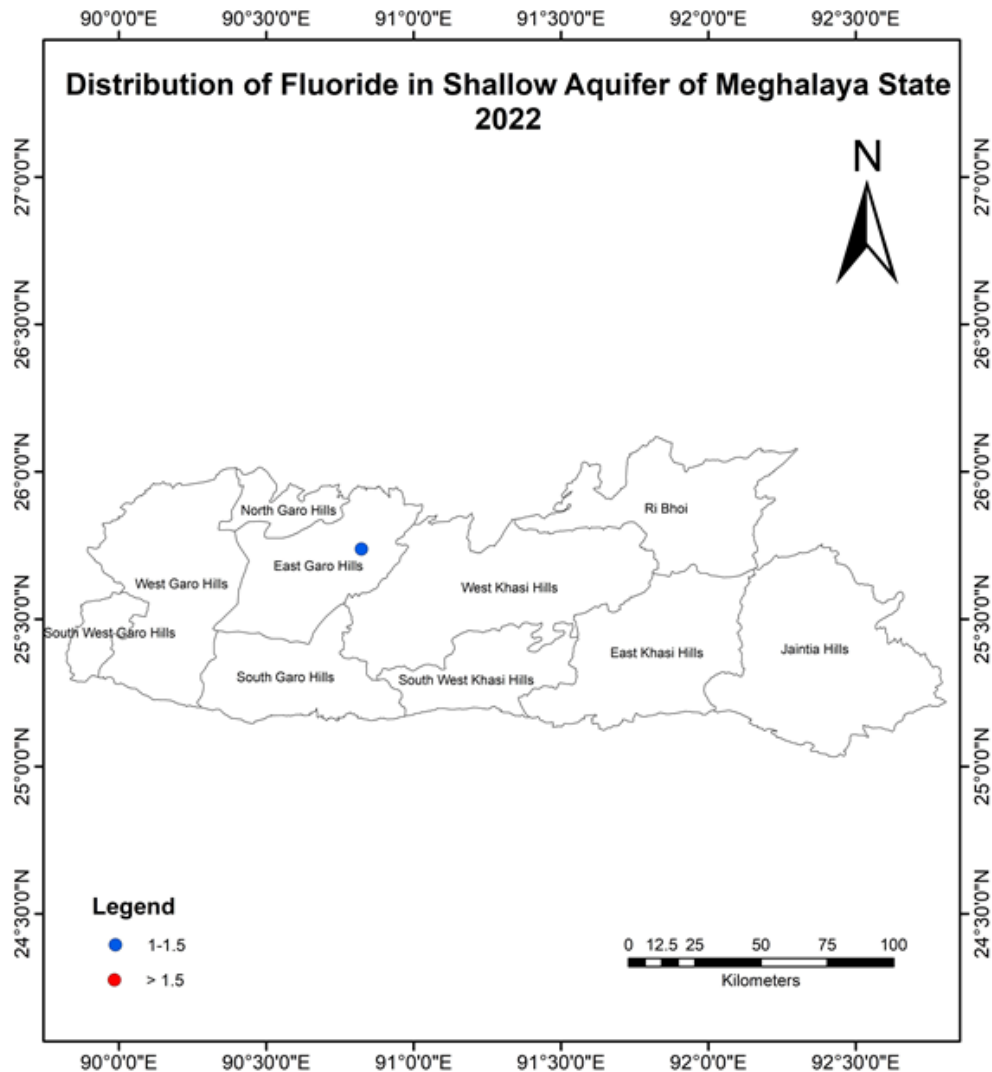 90°0'0"E 90°30'0"E 91°0'0"E 91°30'0"E 92°0'0"E 92°30'0"E
Distribution of Fluoride in Shallow Aquifer of Meghalaya State
2022
N
27°0'0"N 27°0'0"N
26°30'0"N 26°30'0"N
26°0'0"N 26°0'0"N
North Garo Hills
Ri Bhoi
East Garo Hills
West Garo Hills
West Khasi Hills
25°30'0"N 25°30'0"N
South West Garo Hills
East Khasi Hills
Jaintia Hills
South Garo Hills
South West Khasi Hills
25°0'0"N 25°0'0"N
24°30'0"N 24°30'0"N
Legend
1-1.5
> 1.5
0 12.5 25 50 75 100
Kilometers
90°0'0"E 90°30'0"E 91°0'0"E 91°30'0"E 92°0'0"E 92°30'0"E